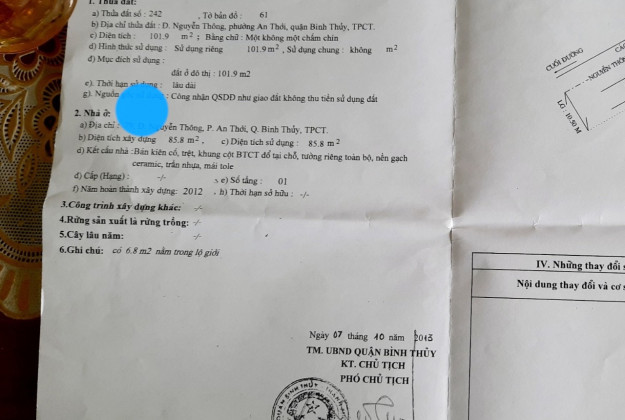 1. Thửa đất:
a) Thửa đất số : 242 , Tờ bản đồ : 61
b) Địa chỉ thửa đất : Đ. Nguyễn Thông, phường An Thới, quận Bình Thủy, TPCT.
c) Diện tích : 101.9 m2 ; Bằng chữ : Một không một chấm chín
d) Hình thức sử dụng : Sử dụng riêng 101.9 m2 , Sử dụng chung : không m2
đ) Mục đích sử dụng :
đất ở đô thị : 101.9 m2
e). Thời hạn sử dụng : lâu dài
g). Nguồn : Công nhận QSDĐ như giao đất không thu tiền sử dụng đất
2. Nhà ở:
a) Địa chỉ : Nguyễn Thông, P. An Thới, Q. Bình Thủy, TPCT.
b) Diện tích xây dựng 85.8 m2 , c) Diện tích sử dụng : 85.8 m2
d) Kết cấu nhà :Bán kiên cố, trệt, khung cột BTCT đổ tại chỗ, tường riêng toàn bộ, nền gạch
ceramic, trần nhựa, mái tole
đ) Cấp (Hạng) : -/- e) Số tầng : 01
f) Năm hoàn thành xây dựng: 2012 . h) Thời hạn sở hữu : -/-
3.Công trình xây dựng khác: -/-
4.Rừng sản xuất là rừng trồng: -/-
5.Cây lâu năm: -/-
6.Ghi chú: có 6.8 m2 nằm trong lộ giới
Ngày 07 tháng 10 năm 2013
TM. UBND QUẬN BÌNH THỦY
KT. CHỦ TỊCH
PHÓ CHỦ TỊCH
CUỐI ĐƯỜNG
LG: 10.50 M
IV. Những thay đổi
Nội dung thay đổi và cơ